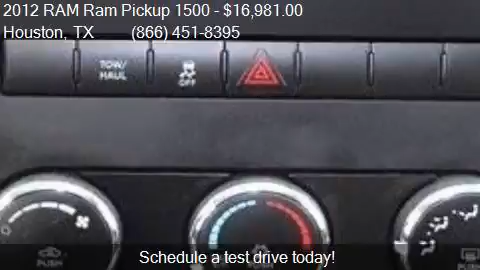 2012 RAM Ram Pickup 1500 - $16,981.00
Houston, TX (866) 451-8395
TOW/
HAUL
OFF
PUSH
PUSH
Schedule a test drive today!